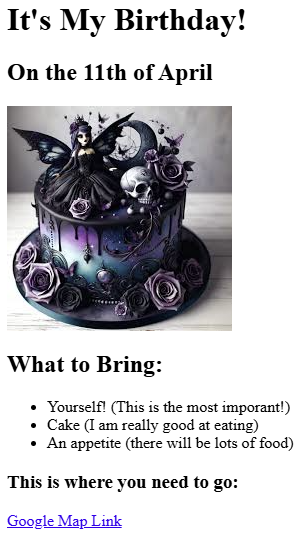 It's My Birthday!
On the 11th of April
What to Bring:
Yourself! (This is the most imporant!)
Cake (I am really good at eating)
An appetite (there will be lots of food)
This is where you need to go:
Google Map Link